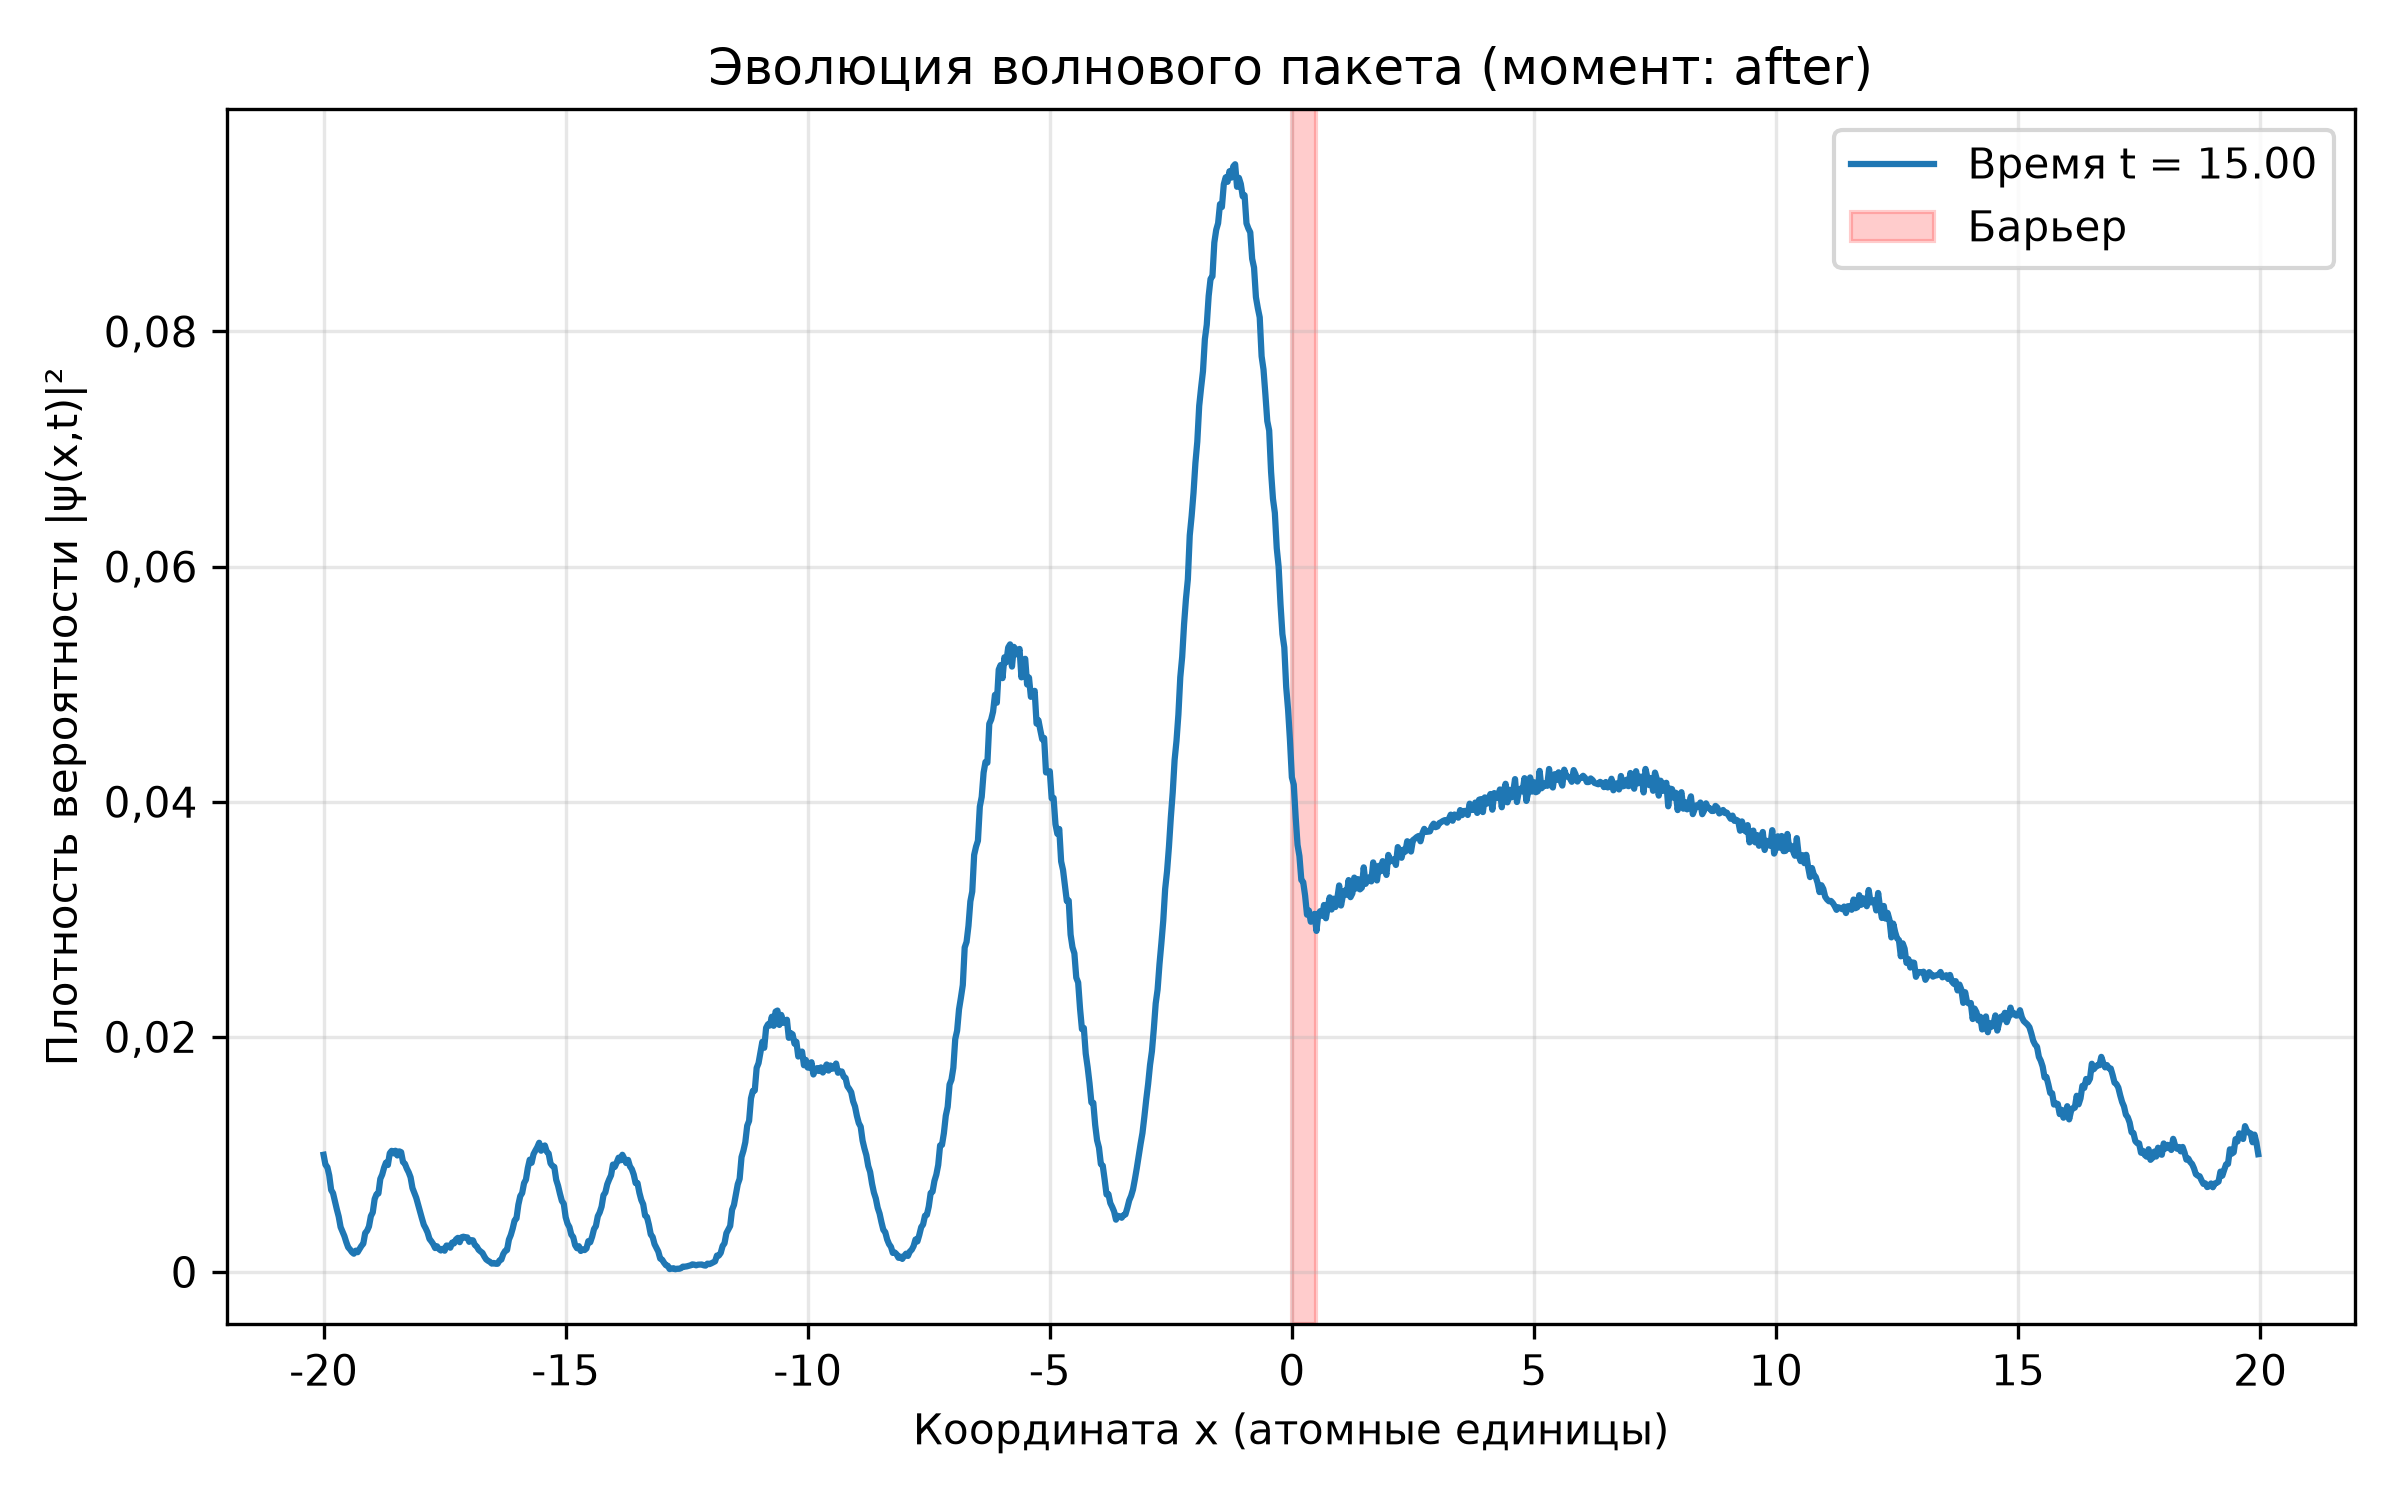 Эволюция волнового пакета (момент: after)
Время t = 15.00
Барьер
Плотность вероятности |ψ(x,t)|²
0,08
0,06
0,04
0,02
0
-20 -15 -10 -5 0 5 10 15 20
Координата x (атомные единицы)